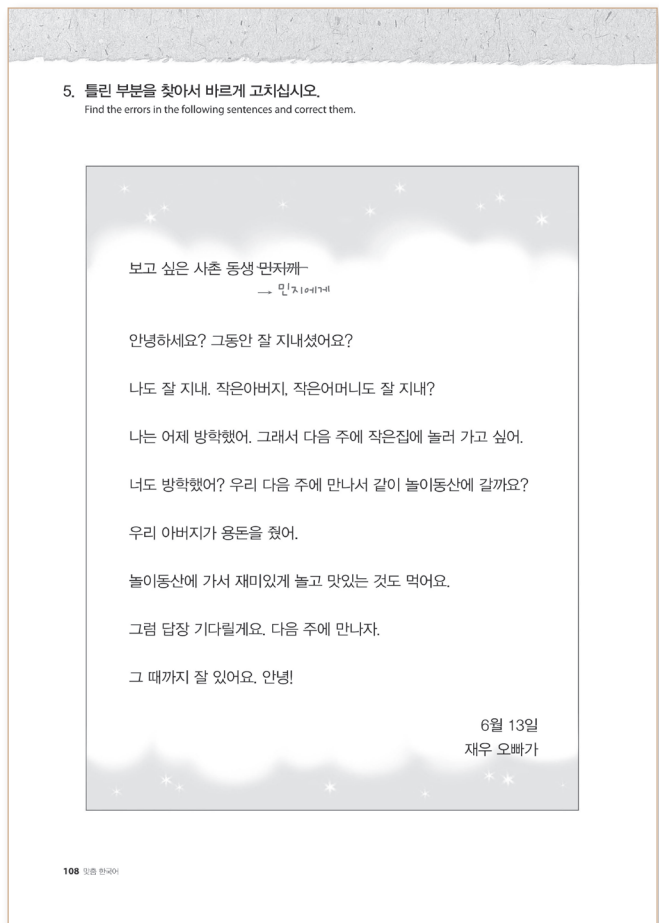 5. 틀린 부분을 찾아서 바르게 고치십시오.
Find the errors in the following sentences and correct them.
보고 싶은 사촌 동생 민지께
→ 민지에게
안녕하세요? 그동안 잘 지내셨어요?
나도 잘 지내. 작은아버지, 작은어머니도 잘 지내?
나는 어제 방학했어. 그래서 다음 주에 작은집에 놀러 가고 싶어.
너도 방학했어? 우리 다음 주에 만나서 같이 놀이동산에 갈까요?
우리 아버지가 용돈을 줬어.
놀이동산에 가서 재미있게 놀고 맛있는 것도 먹어요.
그럼 답장 기다릴게요. 다음 주에 만나자.
그 때까지 잘 있어요. 안녕!
6월 13일
재우 오빠가
108 맞춤 한국어